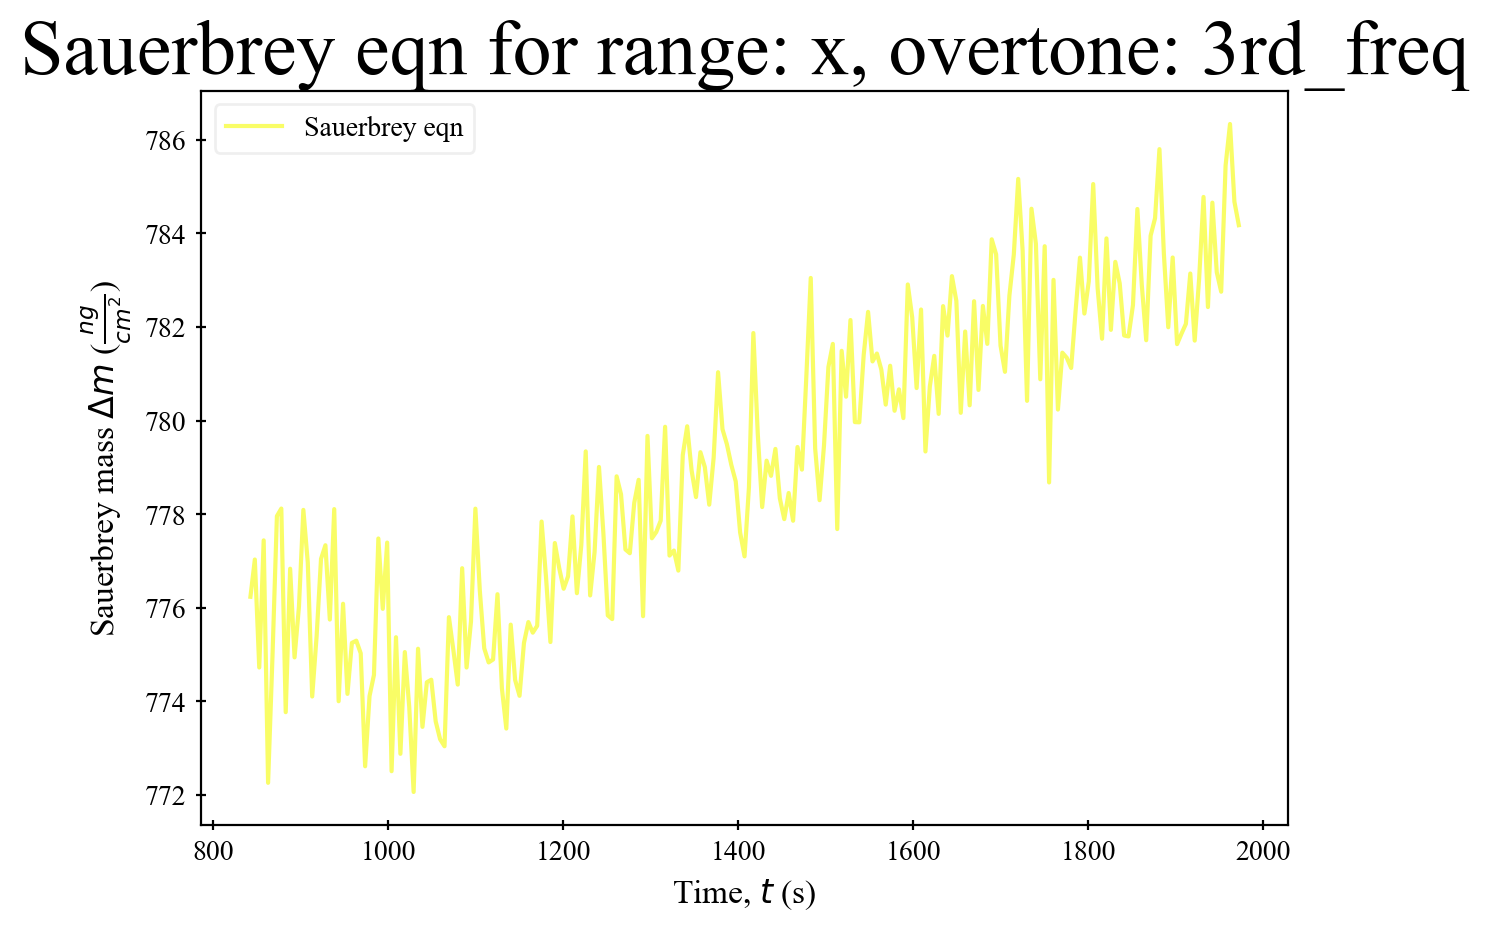 Sauerbrey eqn for range: x, overtone: 3rd_freq
Sauerbrey eqn
786
784
782
780
778
776
774
772
Sauerbrey mass Δm (ng/cm²)
800 1000 1200 1400 1600 1800 2000
Time, t (s)